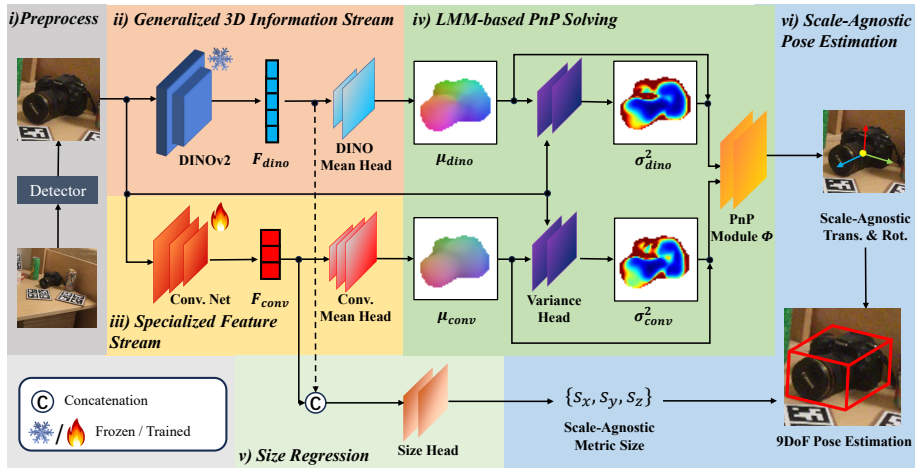 i)Preprocess
Detector
ii) Generalized 3D Information Stream
DINOv2
F_dino
DINO
Mean Head
iii) Specialized Feature
Stream
Conv. Net
F_conv
Conv.
Mean Head
iv) LMM-based PnP Solving
μ_dino
σ²_dino
μ_conv
Variance
Head
σ²_conv
PnP
Module Φ
vi) Scale-Agnostic
Pose Estimation
Scale-Agnostic
Trans. & Rot.
9DoF Pose Estimation
C Concatenation
/ Frozen / Trained
C
Size Head
v) Size Regression
{s_x, s_y, s_z}
Scale-Agnostic
Metric Size